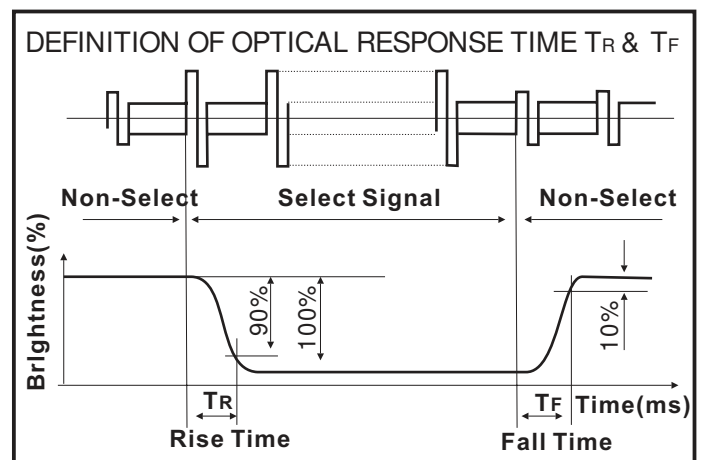 DEFINITION OF OPTICAL RESPONSE TIME TR & TF
Non-Select
Select Signal
Non-Select
BrIghtness(%)
90%
100%
10%
TR
TF
Time(ms)
Rise Time
Fall Time